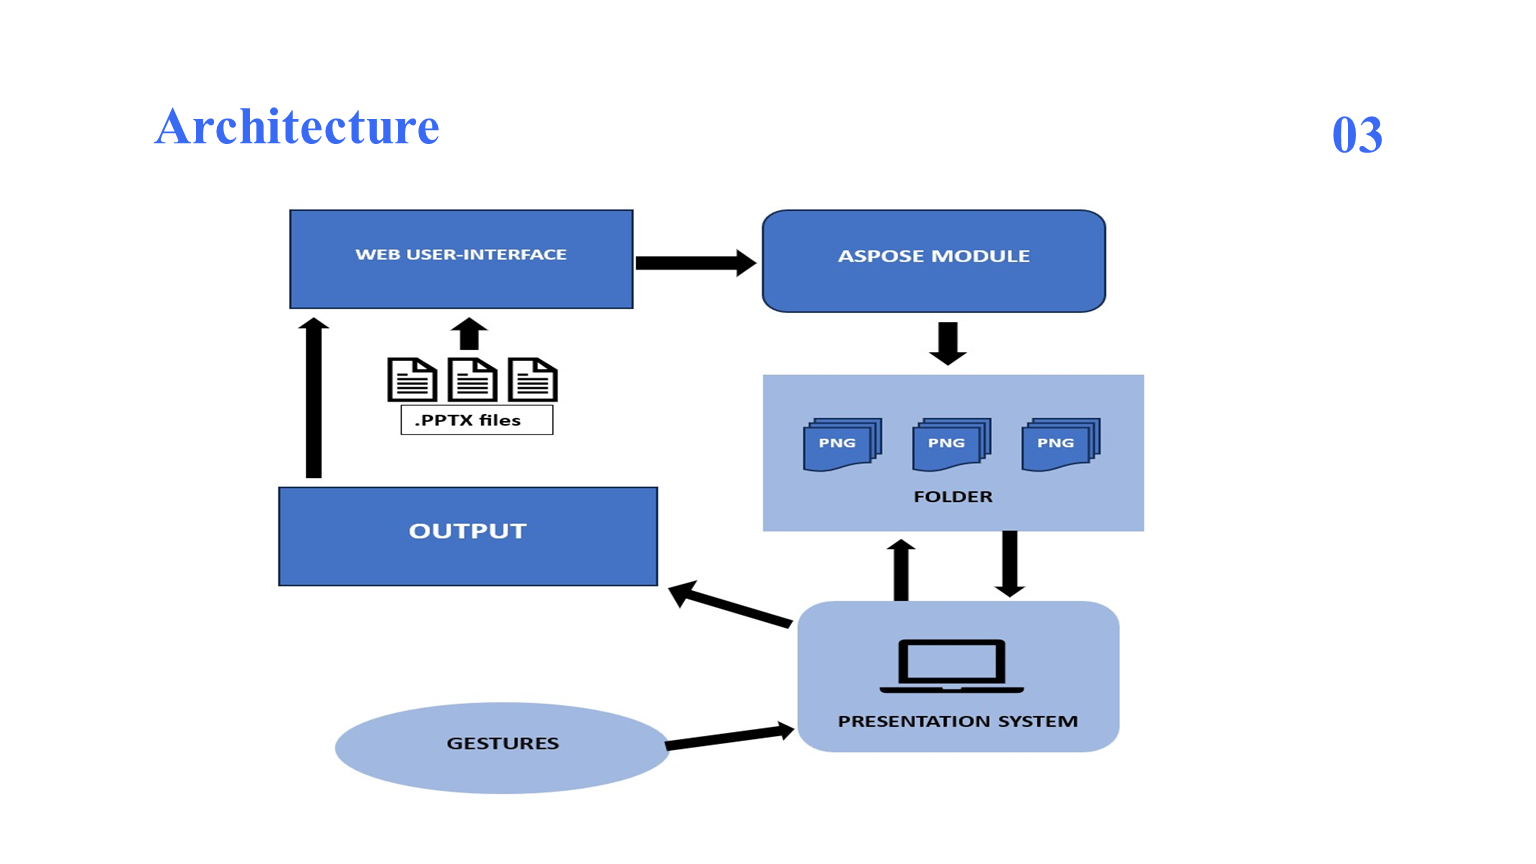 Architecture
03
WEB USER-INTERFACE
ASPOSE MODULE
.PPTX files
PNG
PNG
PNG
FOLDER
OUTPUT
PRESENTATION SYSTEM
GESTURES